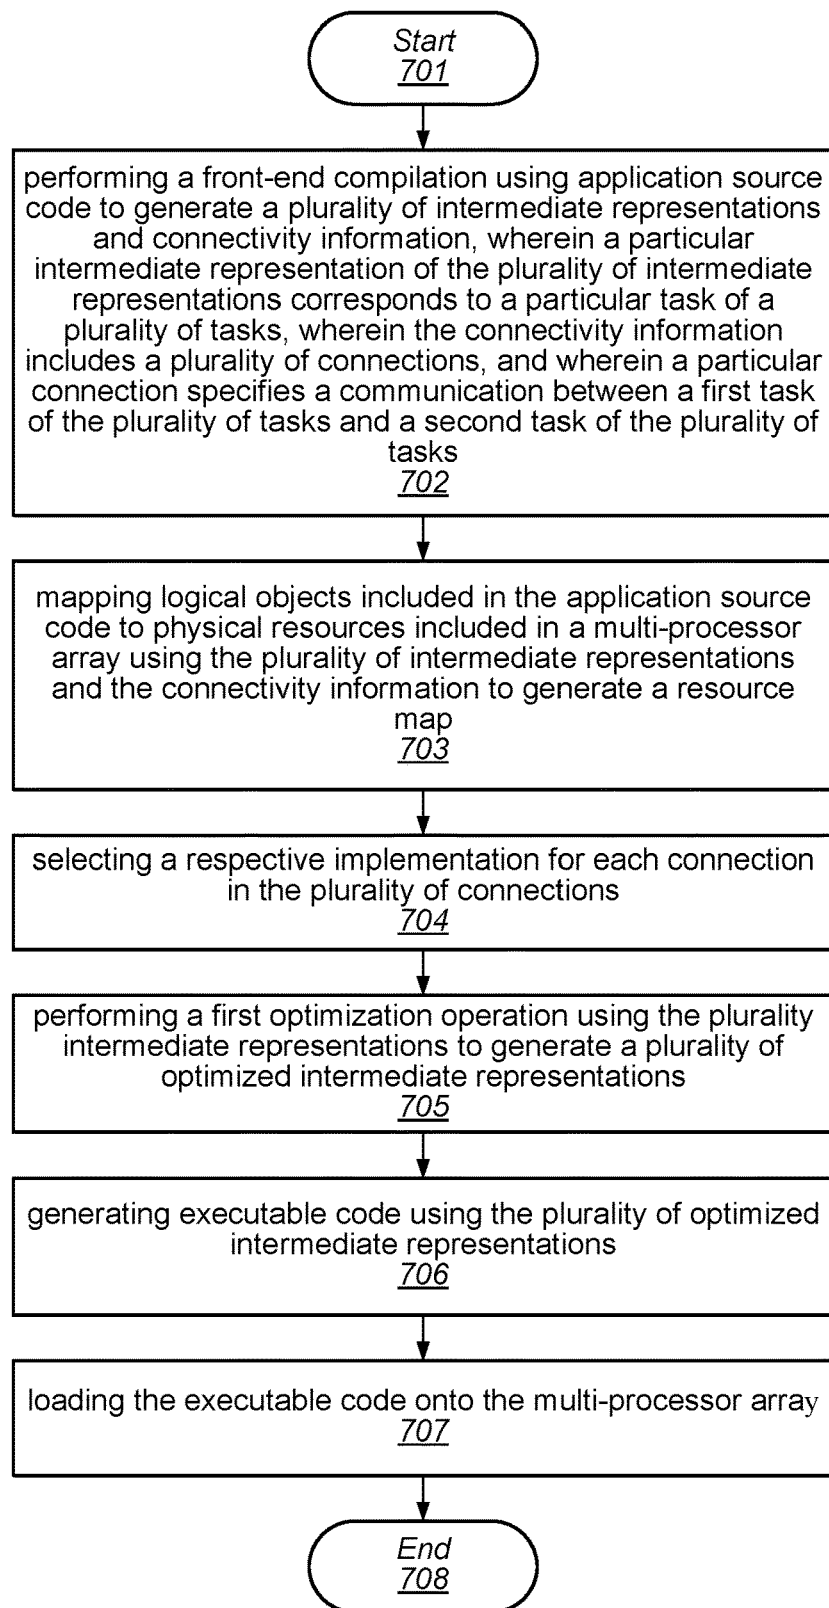 Start
701
performing a front-end compilation using application source
code to generate a plurality of intermediate representations
and connectivity information, wherein a particular
intermediate representation of the plurality of intermediate
representations corresponds to a particular task of a
plurality of tasks, wherein the connectivity information
includes a plurality of connections, and wherein a particular
connection specifies a communication between a first task
of the plurality of tasks and a second task of the plurality of
tasks
702
mapping logical objects included in the application source
code to physical resources included in a multi-processor
array using the plurality of intermediate representations
and the connectivity information to generate a resource
map
703
selecting a respective implementation for each connection
in the plurality of connections
704
performing a first optimization operation using the plurality
intermediate representations to generate a plurality of
optimized intermediate representations
705
generating executable code using the plurality of optimized
intermediate representations
706
loading the executable code onto the multi-processor array
707
End
708